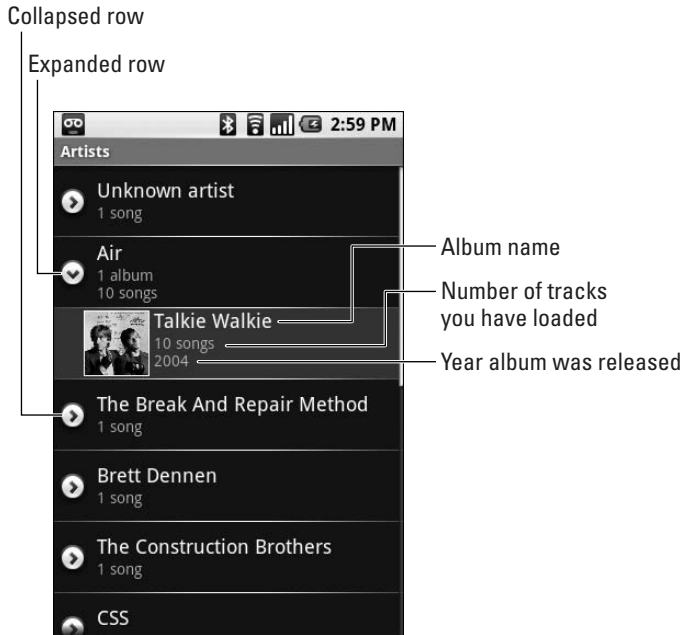 Collapsed row
Expanded row
2:59 PM
Artists
Unknown artist
1 song
Air
1 album
10 songs
Talkie Walkie
10 songs
2004
Album name
Number of tracks
you have loaded
Year album was released
The Break And Repair Method
1 song
Brett Dennen
1 song
The Construction Brothers
1 song
CSS